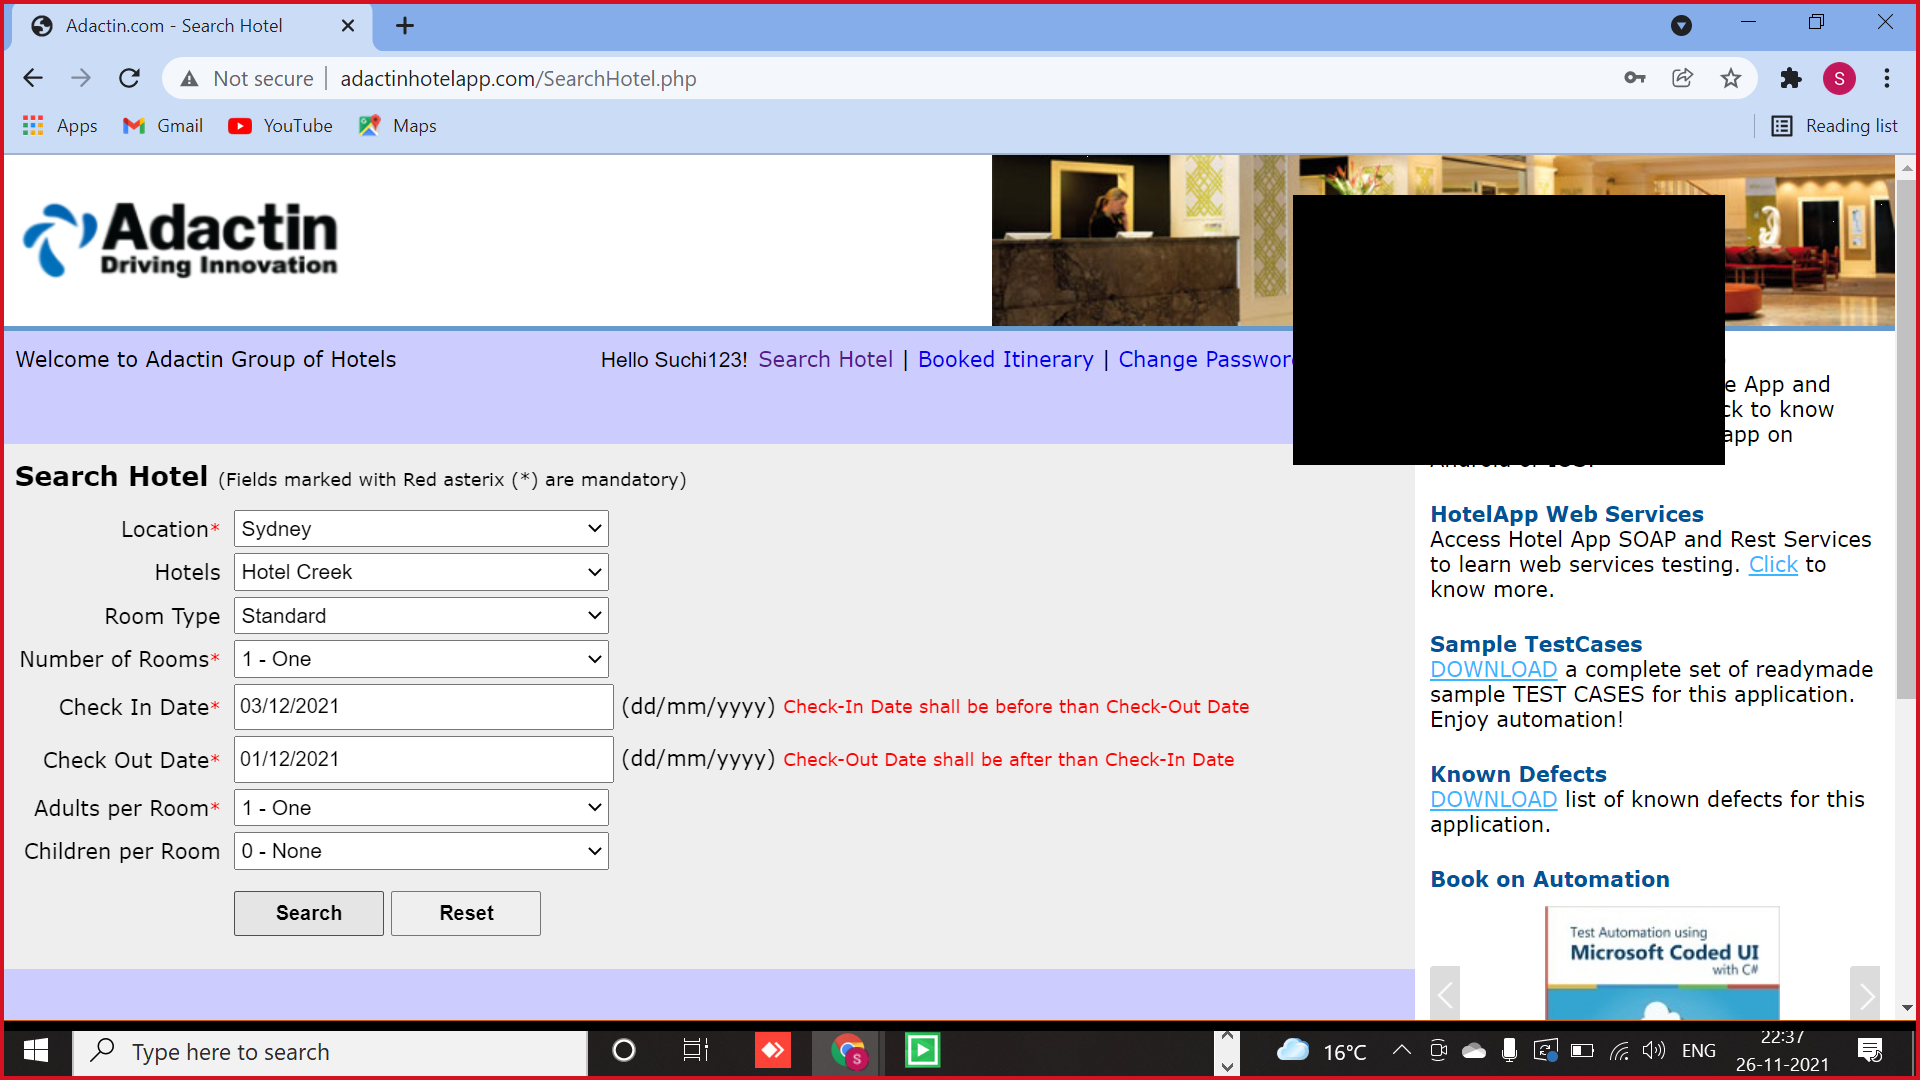 Adactin.com - Search Hotel
Not secure adactinhotelapp.com/SearchHotel.php
S
Apps Gmail YouTube Maps Reading list
Adactin
Driving Innovation
Welcome to Adactin Group of Hotels
Hello Suchi123! Search Hotel | Booked Itinerary | Change Password
e App and
ck to know
app on
Search Hotel (Fields marked with Red asterix (*) are mandatory)
Location* Sydney
Hotels Hotel Creek
Room Type Standard
Number of Rooms* 1 - One
Check In Date* 03/12/2021 (dd/mm/yyyy) Check-In Date shall be before than Check-Out Date
Check Out Date* 01/12/2021 (dd/mm/yyyy) Check-Out Date shall be after than Check-In Date
Adults per Room* 1 - One
Children per Room 0 - None
Search Reset
HotelApp Web Services
Access Hotel App SOAP and Rest Services
to learn web services testing. Click to
know more.
Sample TestCases
DOWNLOAD a complete set of readymade
sample TEST CASES for this application.
Enjoy automation!
Known Defects
DOWNLOAD list of known defects for this
application.
Book on Automation
Test Automation using
Microsoft Coded UI
with C#
Type here to search
S
16°C
ENG
22:37
26-11-2021